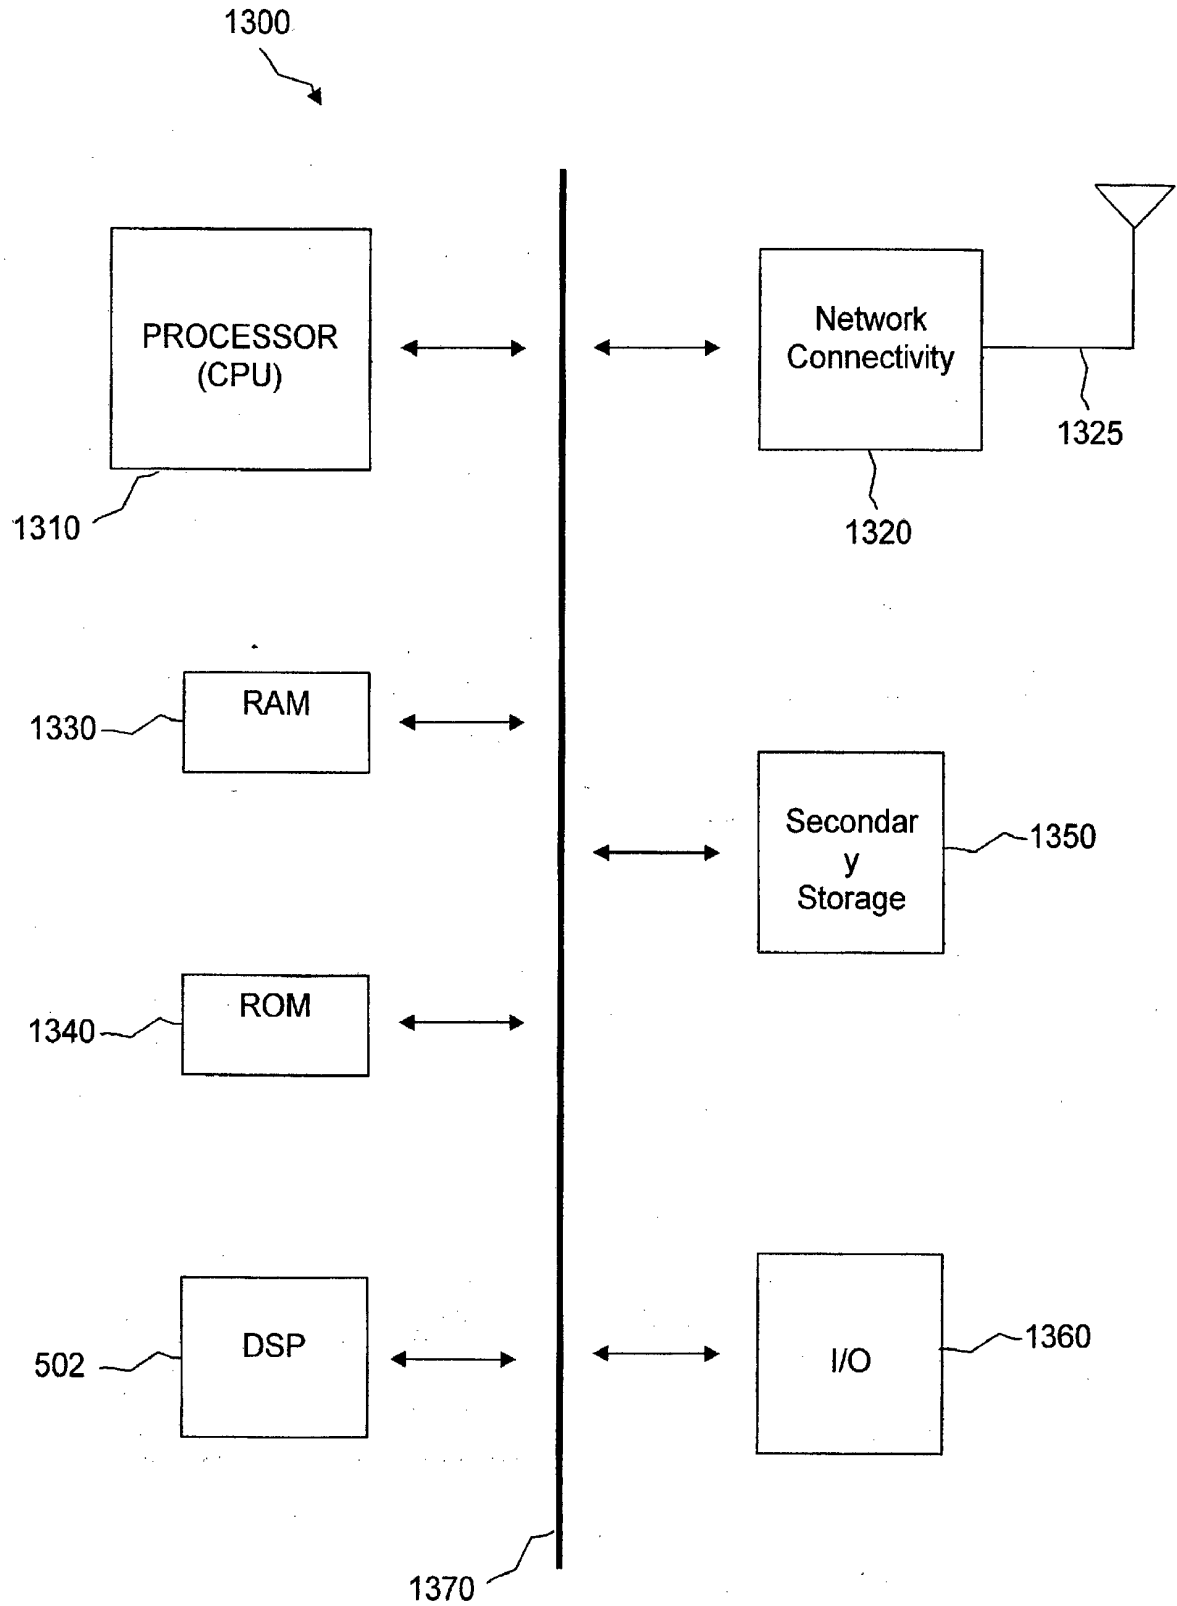 1300
PROCESSOR
(CPU)
1310
Network
Connectivity
1325
1320
RAM
1330
Secondar
y
Storage
1350
ROM
1340
DSP
502
I/O
1360
1370